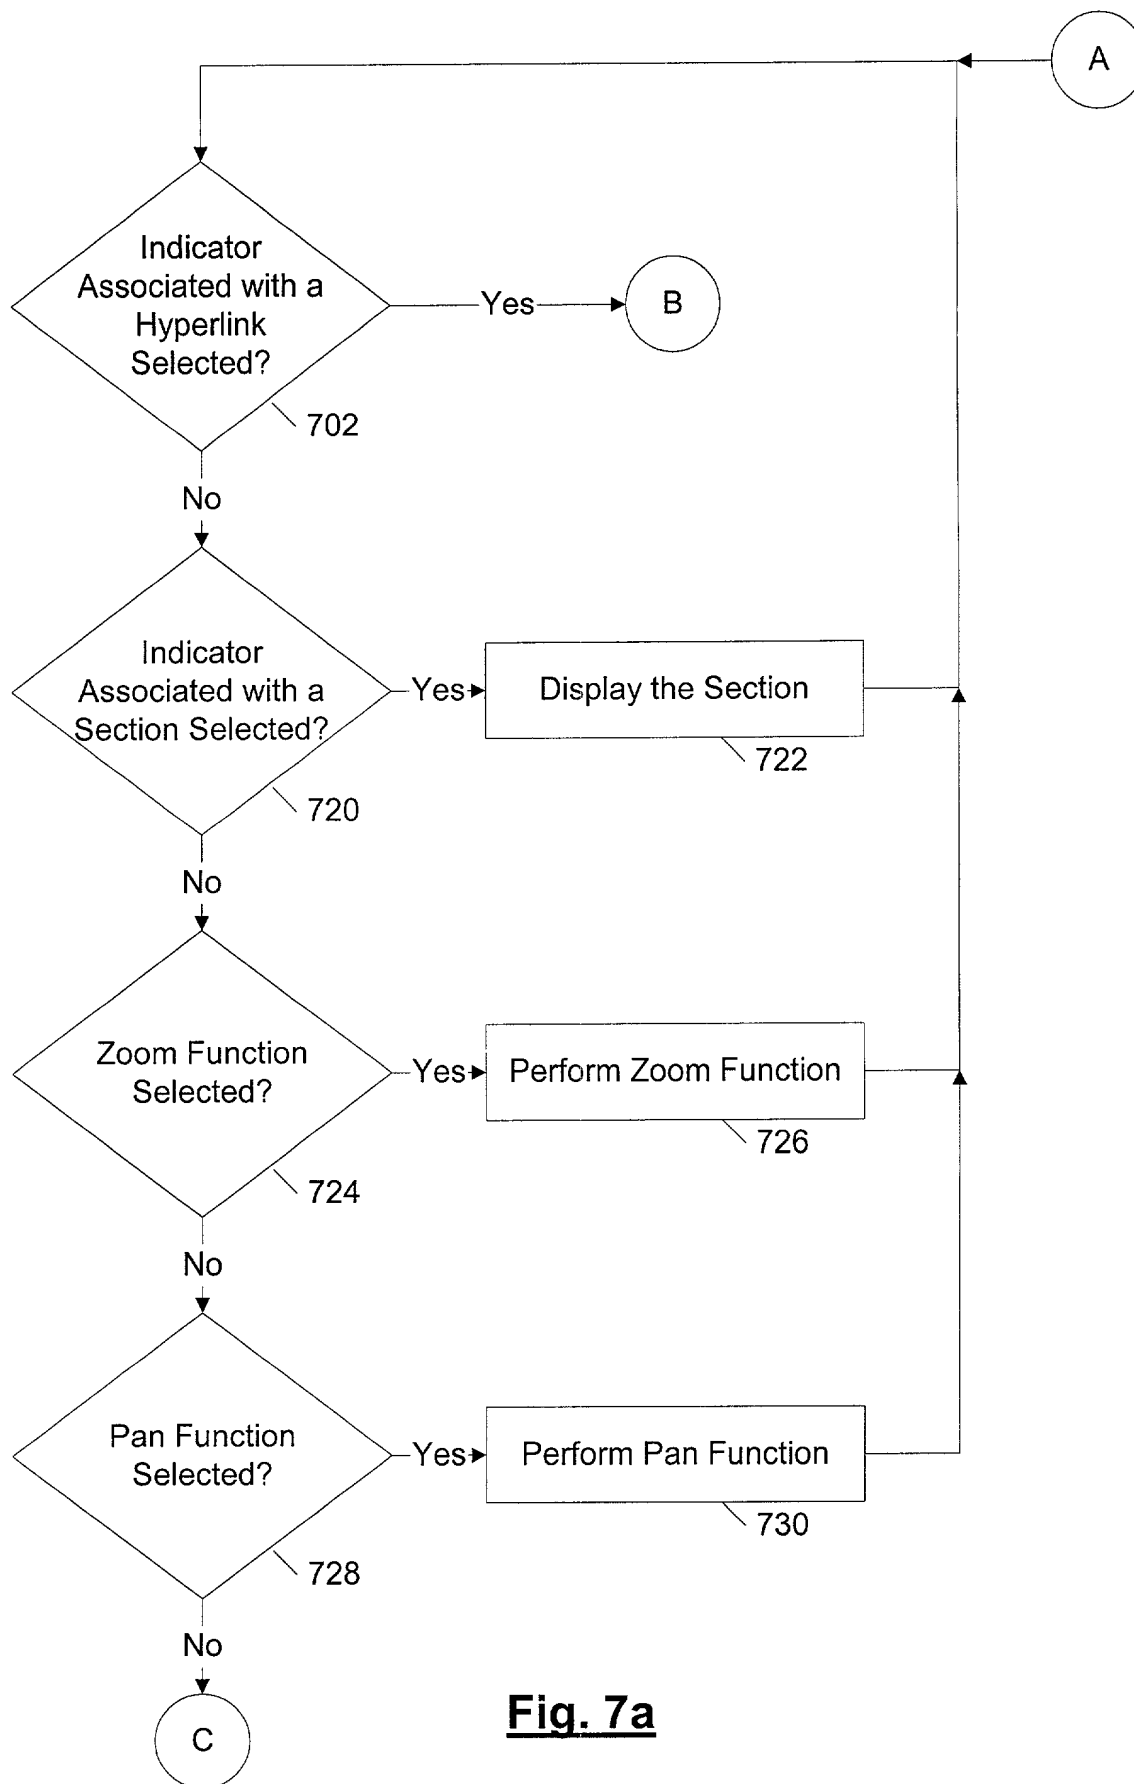 A
Indicator
Associated with a
Hyperlink
Selected?
Yes
B
702
No
Indicator
Associated with a
Section Selected?
Yes
Display the Section
722
720
No
Zoom Function
Selected?
Yes
Perform Zoom Function
726
724
No
Pan Function
Selected?
Yes
Perform Pan Function
730
728
No
C
Fig. 7a